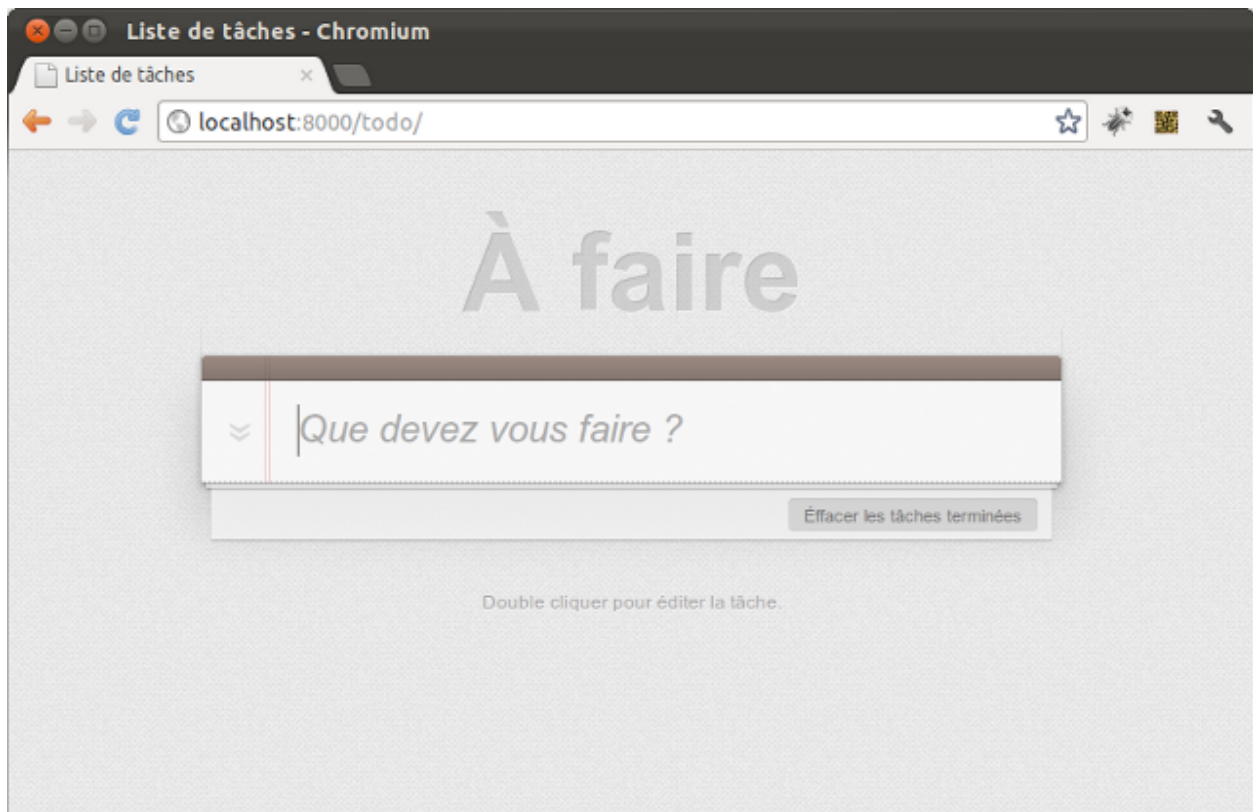 Liste de tâches - Chromium
Liste de tâches
localhost:8000/todo/
À faire
Que devez vous faire ?
Éffacer les tâches terminées
Double cliquer pour éditer la tâche.